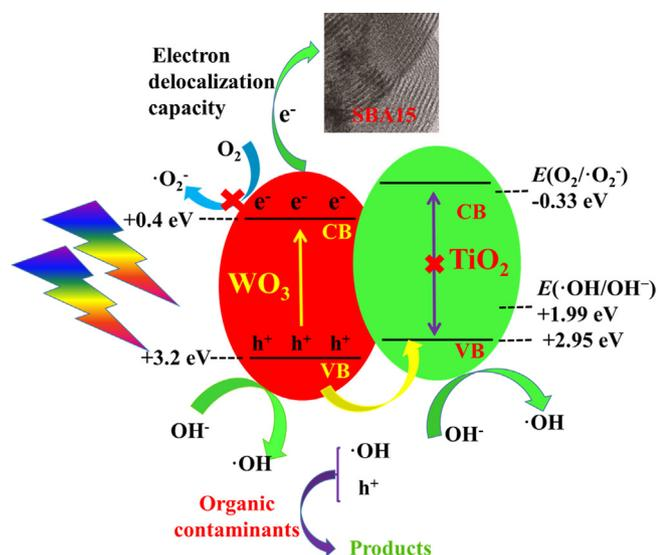 Electron
delocalization
capacity
e⁻
SBA15
O₂
·O₂⁻
E(O₂/·O₂⁻)
-0.33 eV
e⁻ e⁻ e⁻
+0.4 eV
CB
CB
WO₃
TiO₂
E(·OH/OH⁻)
+1.99 eV
h⁺ h⁺ h⁺
+2.95 eV
+3.2 eV
VB
VB
OH⁻
·OH
OH⁻
·OH
·OH
h⁺
Organic
contaminants
Products